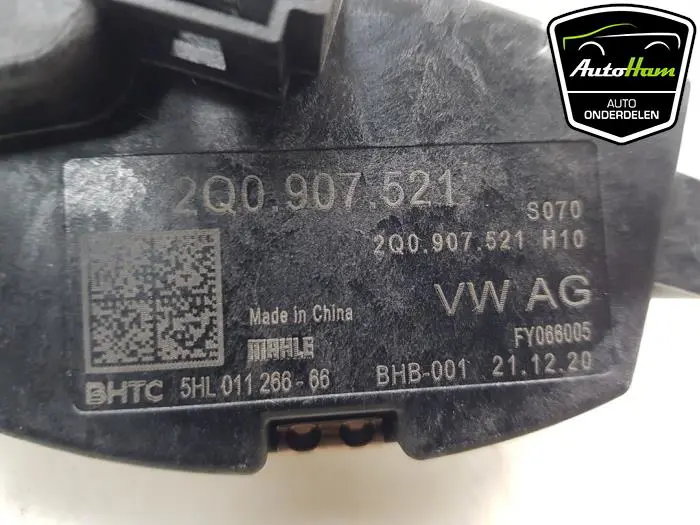 AutoHam
AUTO
ONDERDELEN
2Q0.907.521
S070
2Q0.907.521 H10
VW AG
Made in China
MAHLE
FY066005
BHTC 5HL 011 266-66
BHB-001 21.12.20